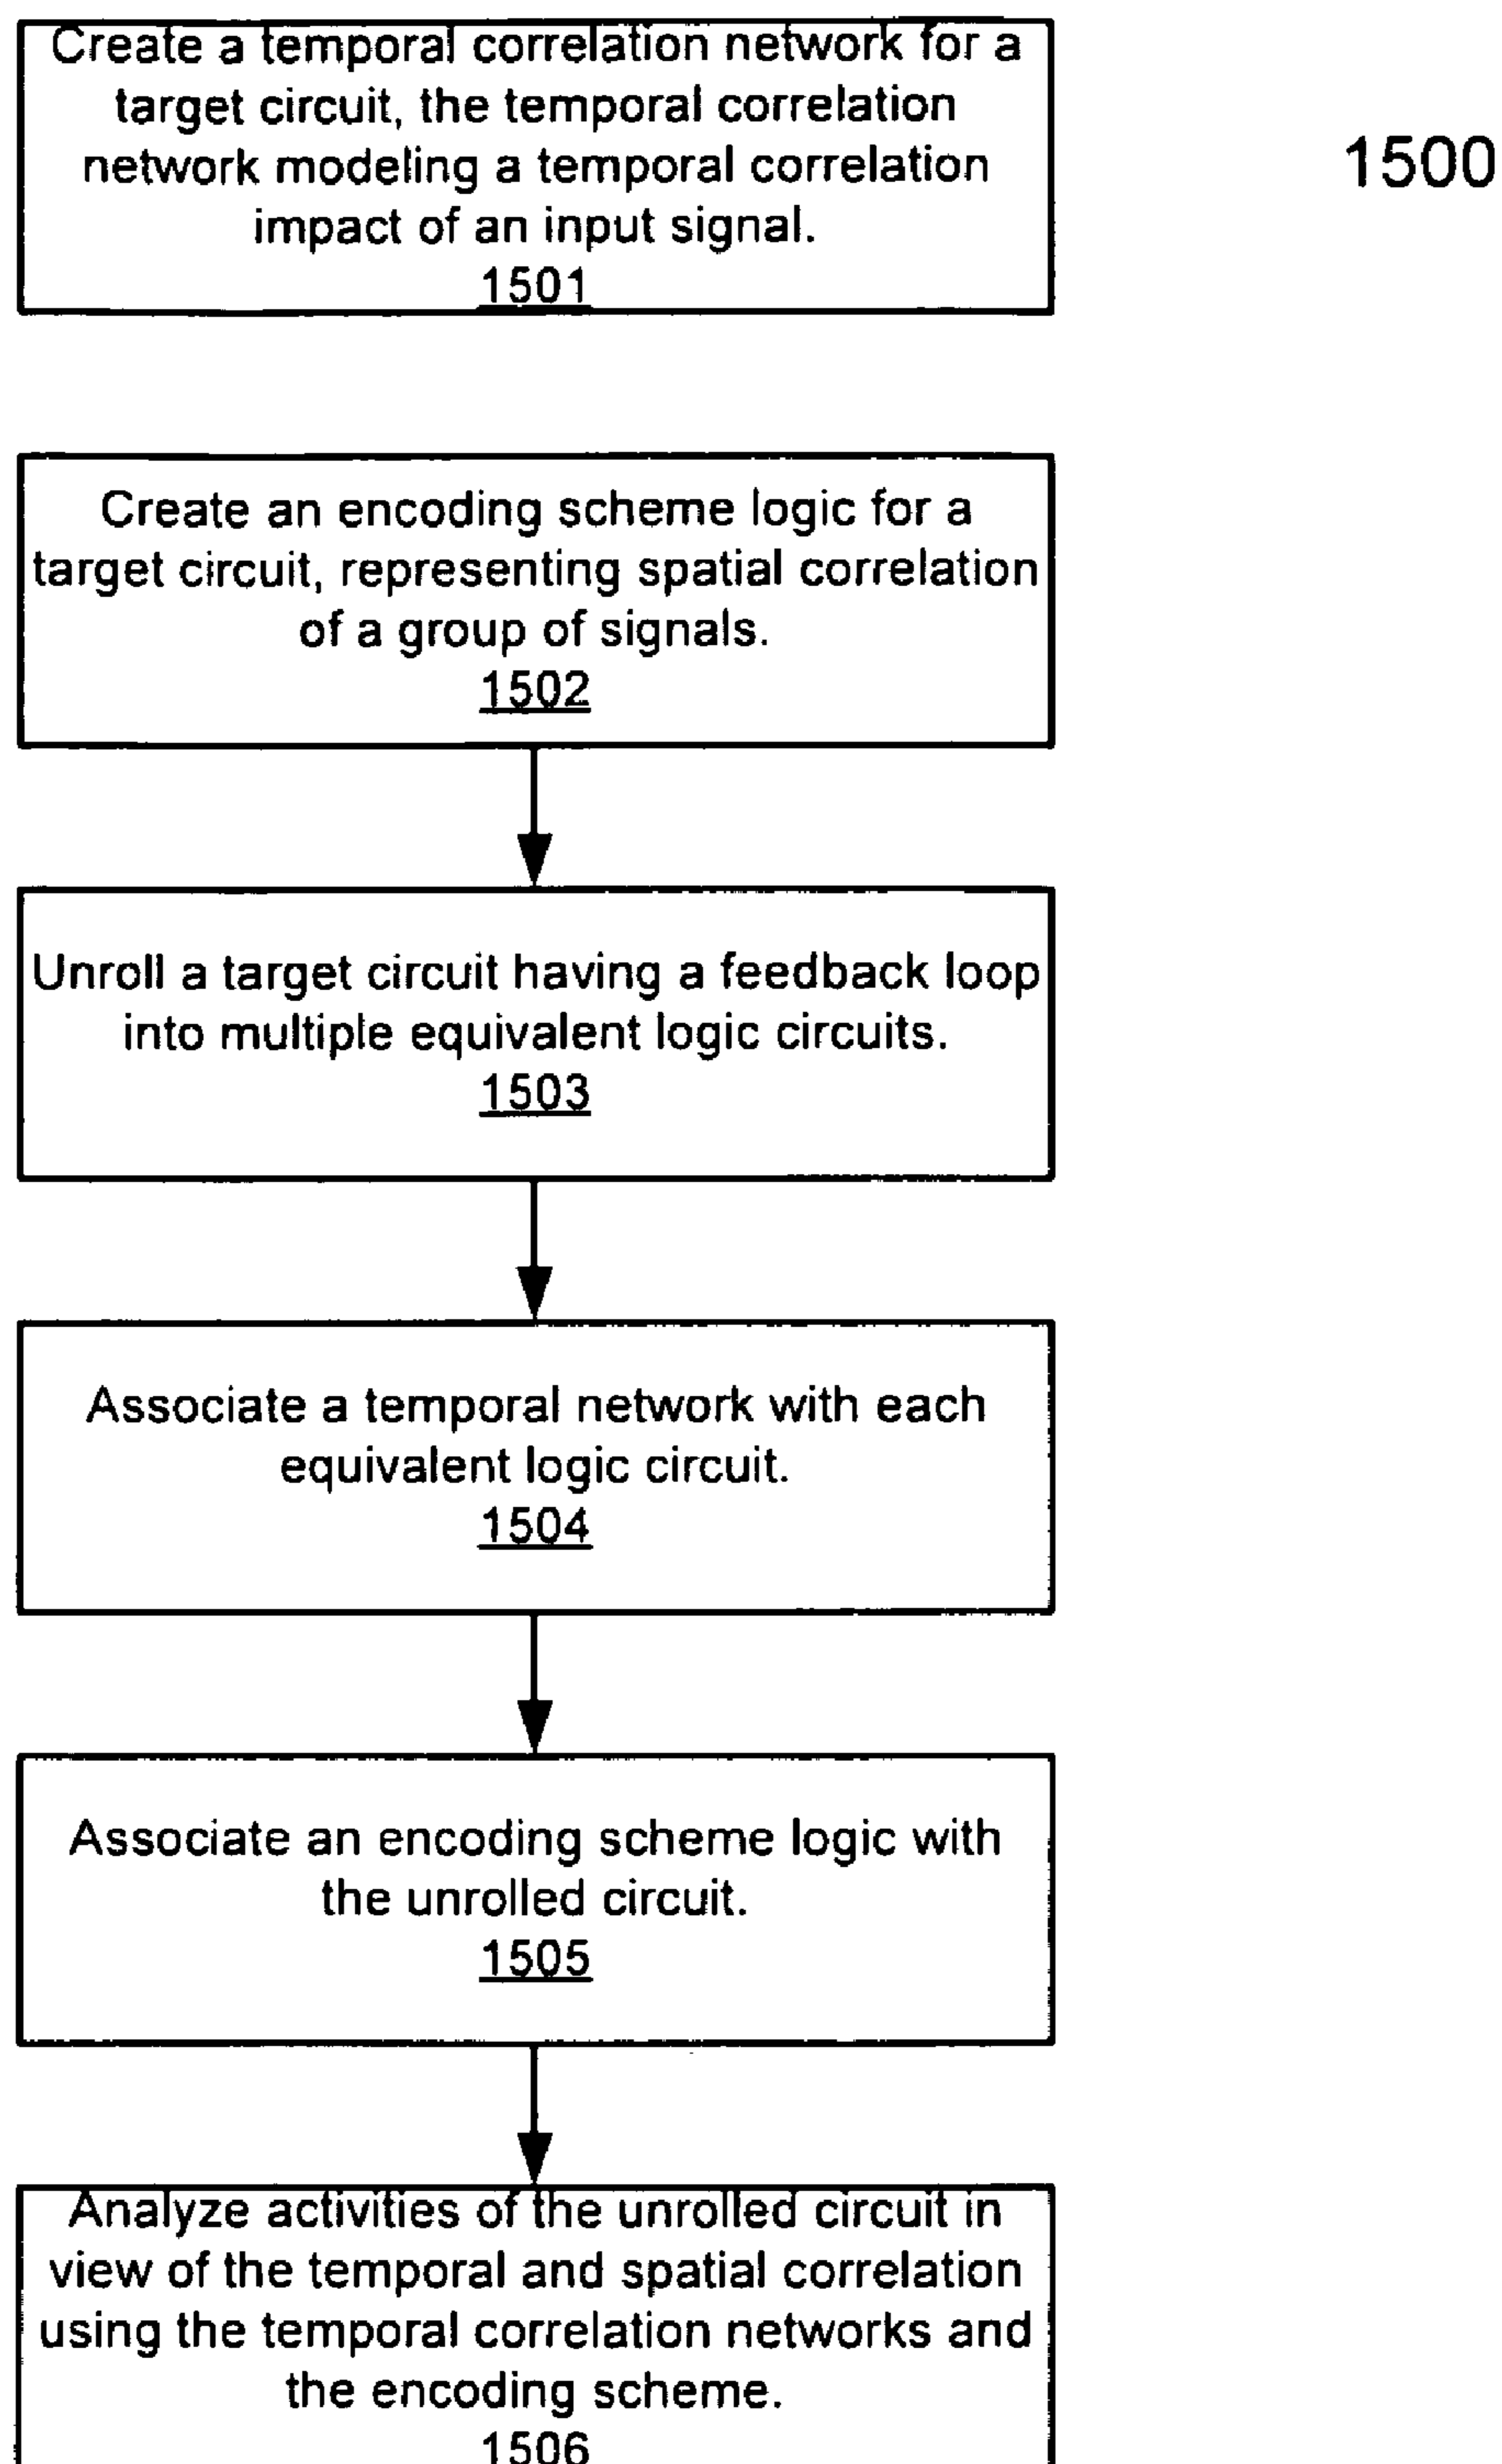 Create a temporal correlation network for a
target circuit, the temporal correlation
network modeling a temporal correlation
impact of an input signal.
1501
1500
Create an encoding scheme logic for a
target circuit, representing spatial correlation
of a group of signals.
1502
Unroll a target circuit having a feedback loop
into multiple equivalent logic circuits.
1503
Associate a temporal network with each
equivalent logic circuit.
1504
Associate an encoding scheme logic with
the unrolled circuit.
1505
Analyze activities of the unrolled circuit in
view of the temporal and spatial correlation
using the temporal correlation networks and
the encoding scheme.
1506